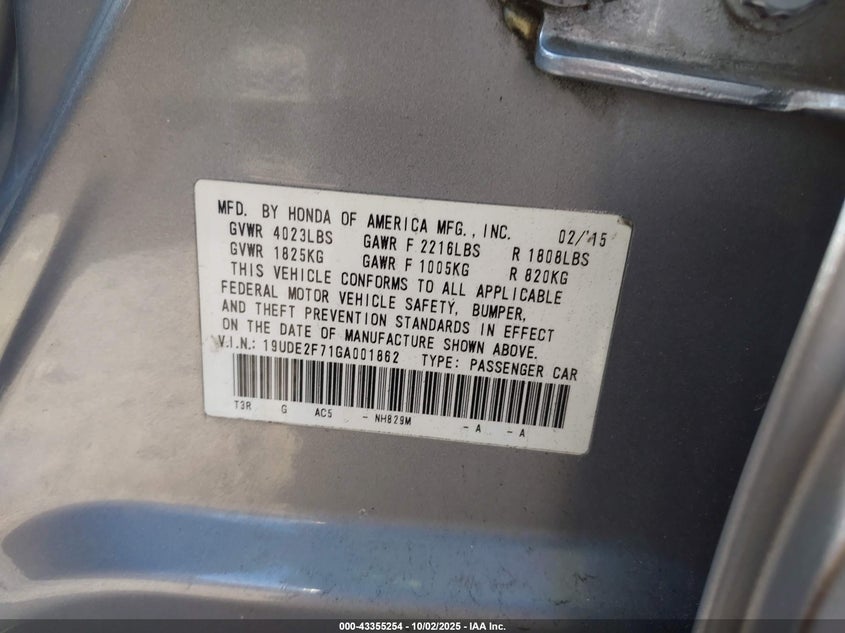 MFD. BY HONDA OF AMERICA MFG., INC. 02/15
GVWR 4023LBS GAWR F 2216LBS R 1808LBS
GVWR 1825KG GAWR F 1005KG R 820KG
THIS VEHICLE CONFORMS TO ALL APPLICABLE
FEDERAL MOTOR VEHICLE SAFETY, BUMPER,
AND THEFT PREVENTION STANDARDS IN EFFECT
ON THE DATE OF MANUFACTURE SHOWN ABOVE.
V.I.N.: 19UDE2F71GA001862 TYPE: PASSENGER CAR
T3R G AC5 - NH829M - A - A
000-43355254 - 10/02/2025 - IAA Inc.